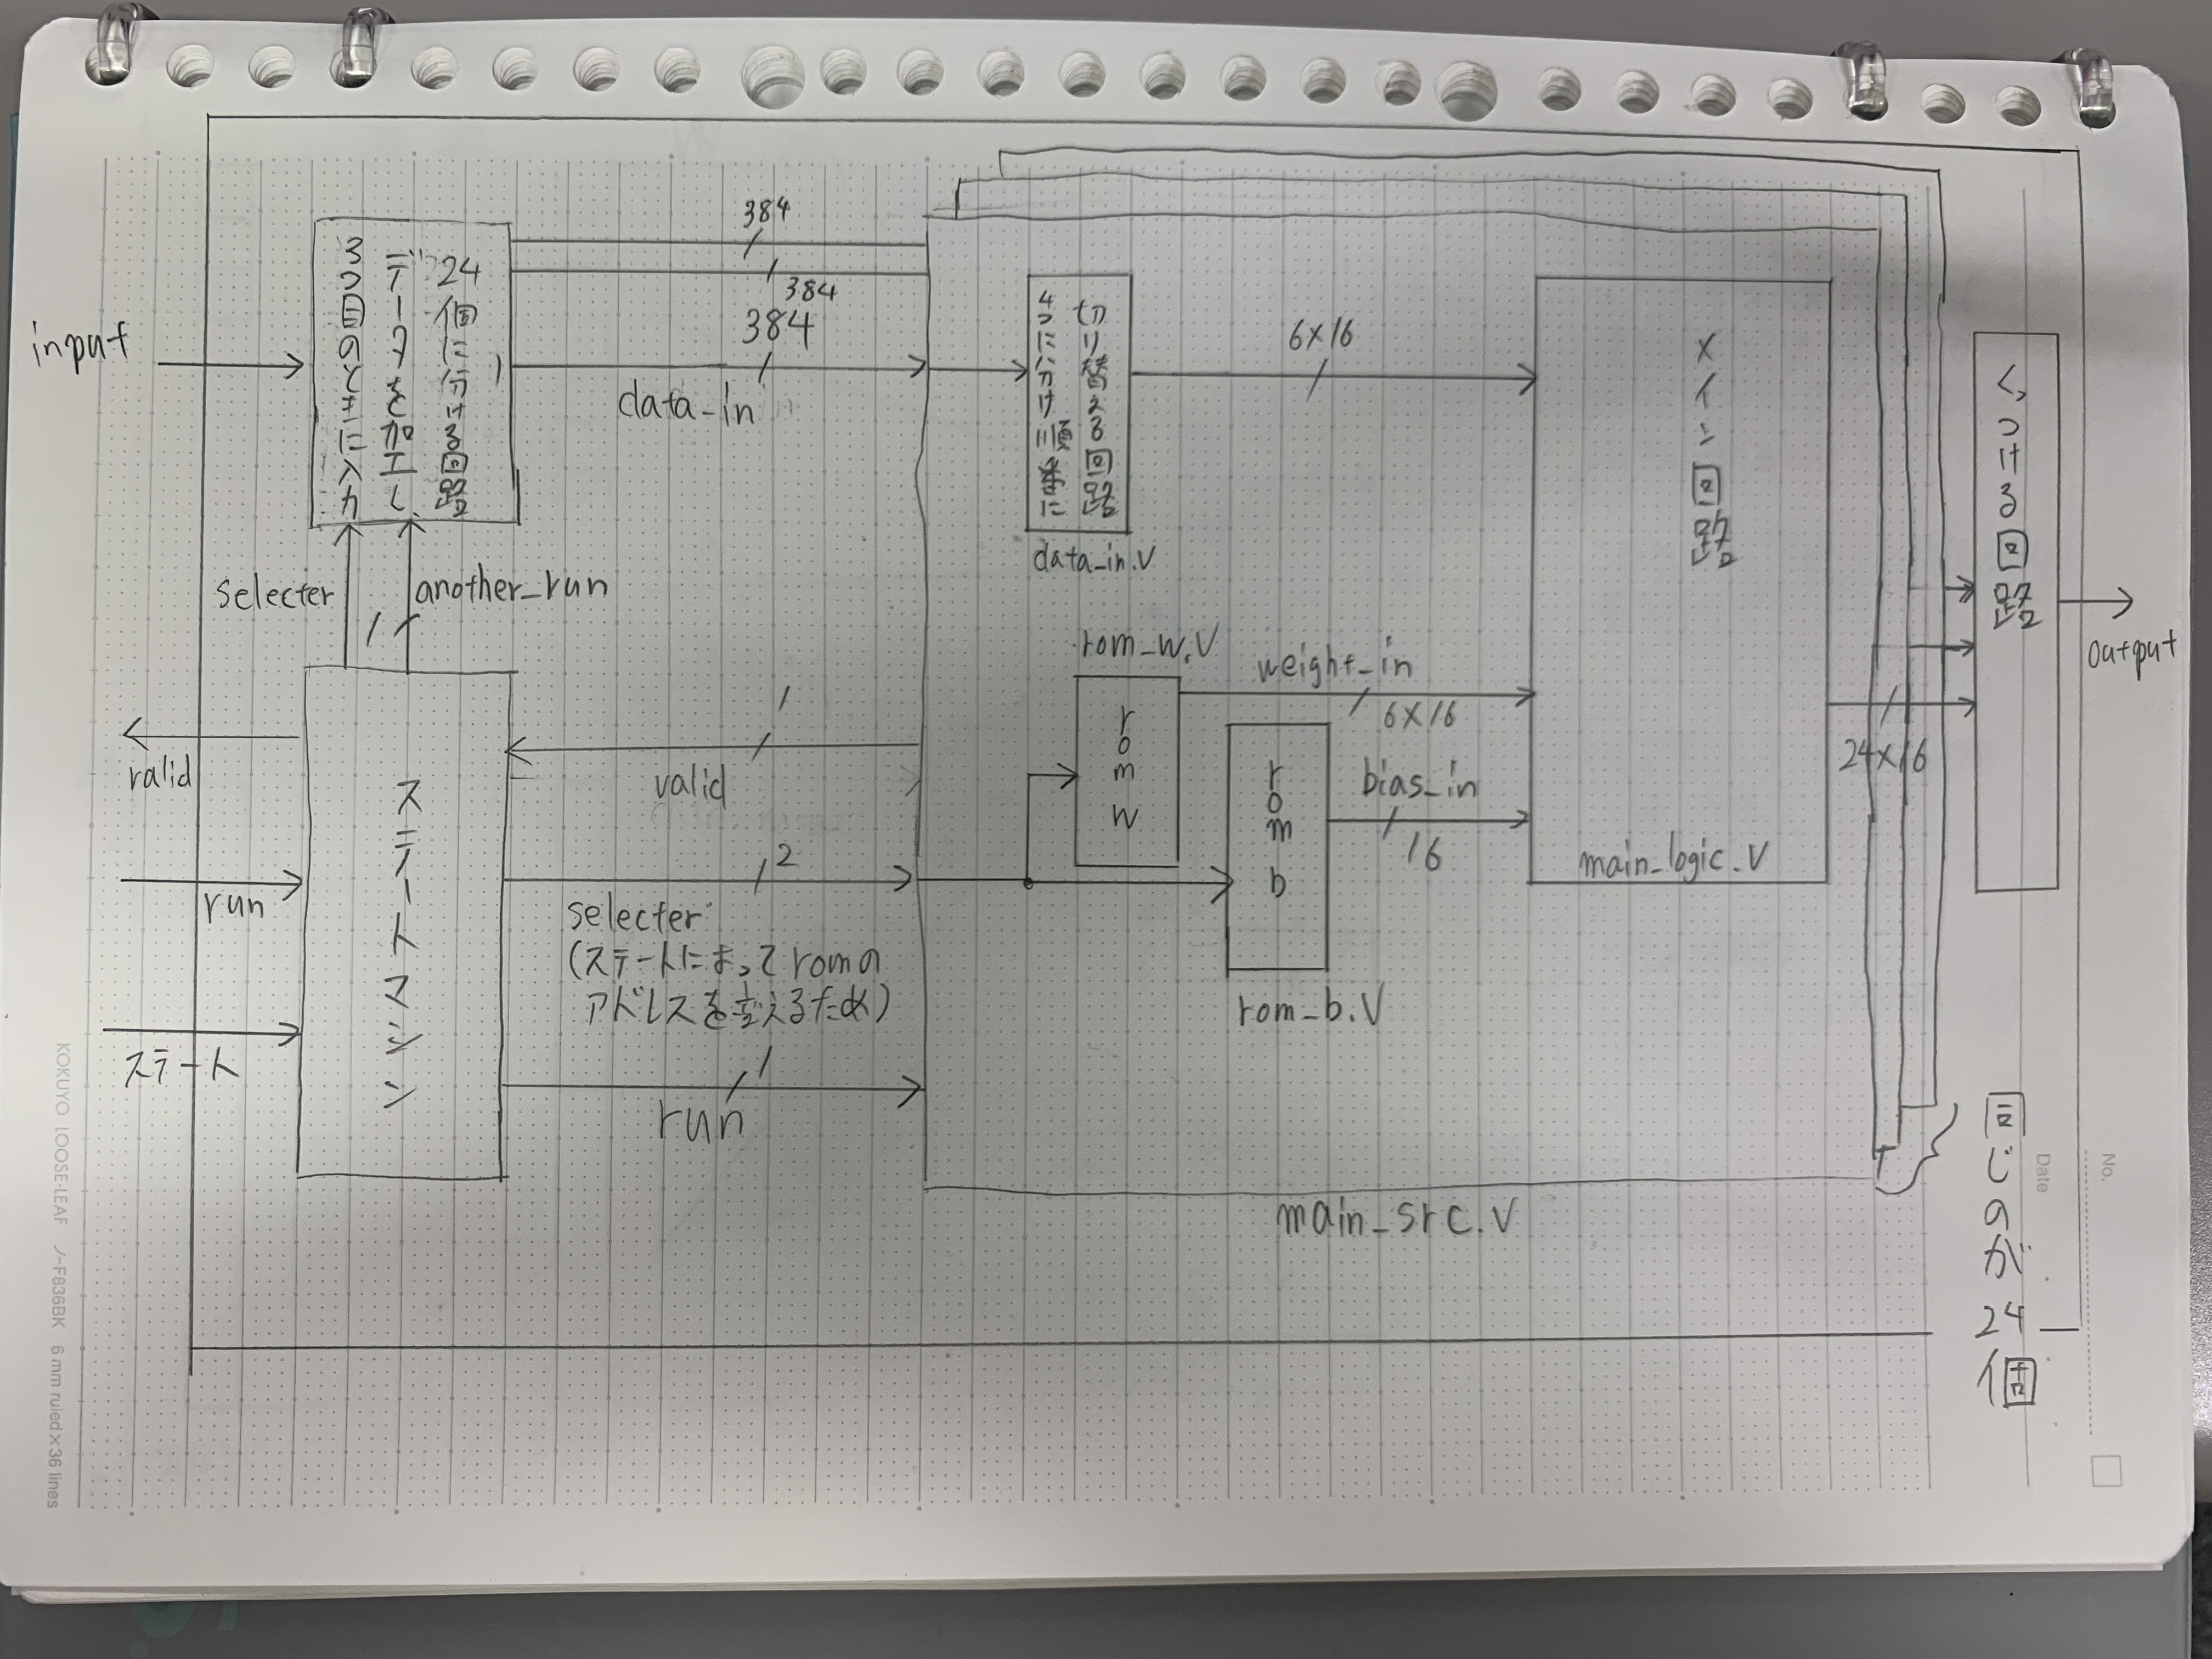 input
3つ目のときに入力
データを加工し、
24個に分ける回路
384
384
384
data_in
4つに分け順番に
切り替える回路
data_in.v
6×16
メイン回路
main_logic.v
くっつける回路
output
selecter
1
another_run
ステートマシン
valid
run
ステート
1
valid
2
selecter
(ステートによってromの
アドレスを変えるため)
1
run
rom_w.v
rom w
weight_in
6×16
rom b
bias_in
16
rom_b.v
24×16
main_src.v
同じのが24個
No.
Date
KOKUYO LOOSE-LEAF ノ-F836BK 6 mm ruled×36 lines